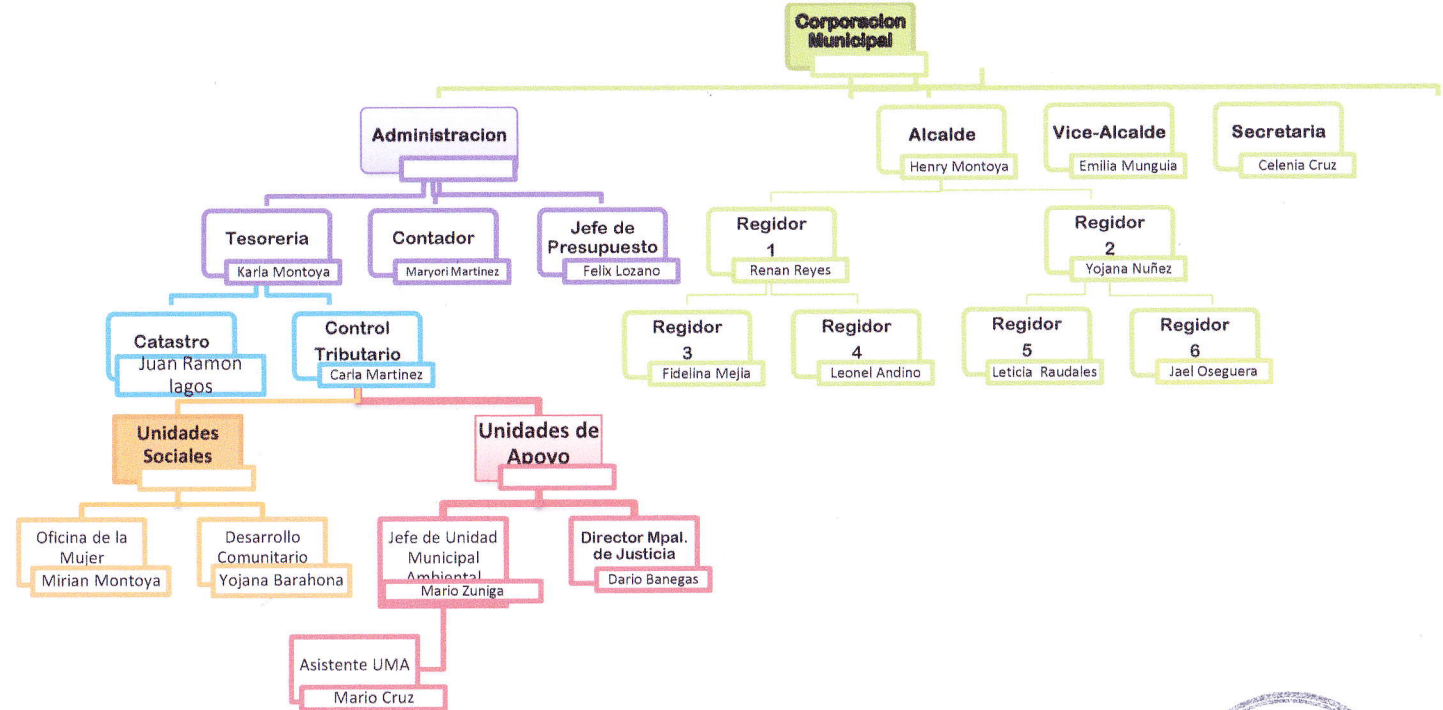 Corporacion
Municipal
Administracion
Alcalde
Henry Montoya
Vice-Alcalde
Emilia Munguia
Secretaria
Celenia Cruz
Tesoreria
Karla Montoya
Contador
Maryori Martinez
Jefe de
Presupuesto
Felix Lozano
Regidor
1
Renan Reyes
Regidor
2
Yojana Nuñez
Catastro
Juan Ramon
lagos
Control
Tributario
Carla Martinez
Regidor
3
Fidelina Mejia
Regidor
4
Leonel Andino
Regidor
5
Leticia Raudales
Regidor
6
Jael Oseguera
Unidades
Sociales
Unidades de
Apoyo
Oficina de la
Mujer
Mirian Montoya
Desarrollo
Comunitario
Yojana Barahona
Jefe de Unidad
Municipal
Ambiental
Mario Zuniga
Director Mpal.
de Justicia
Dario Banegas
Asistente UMA
Mario Cruz